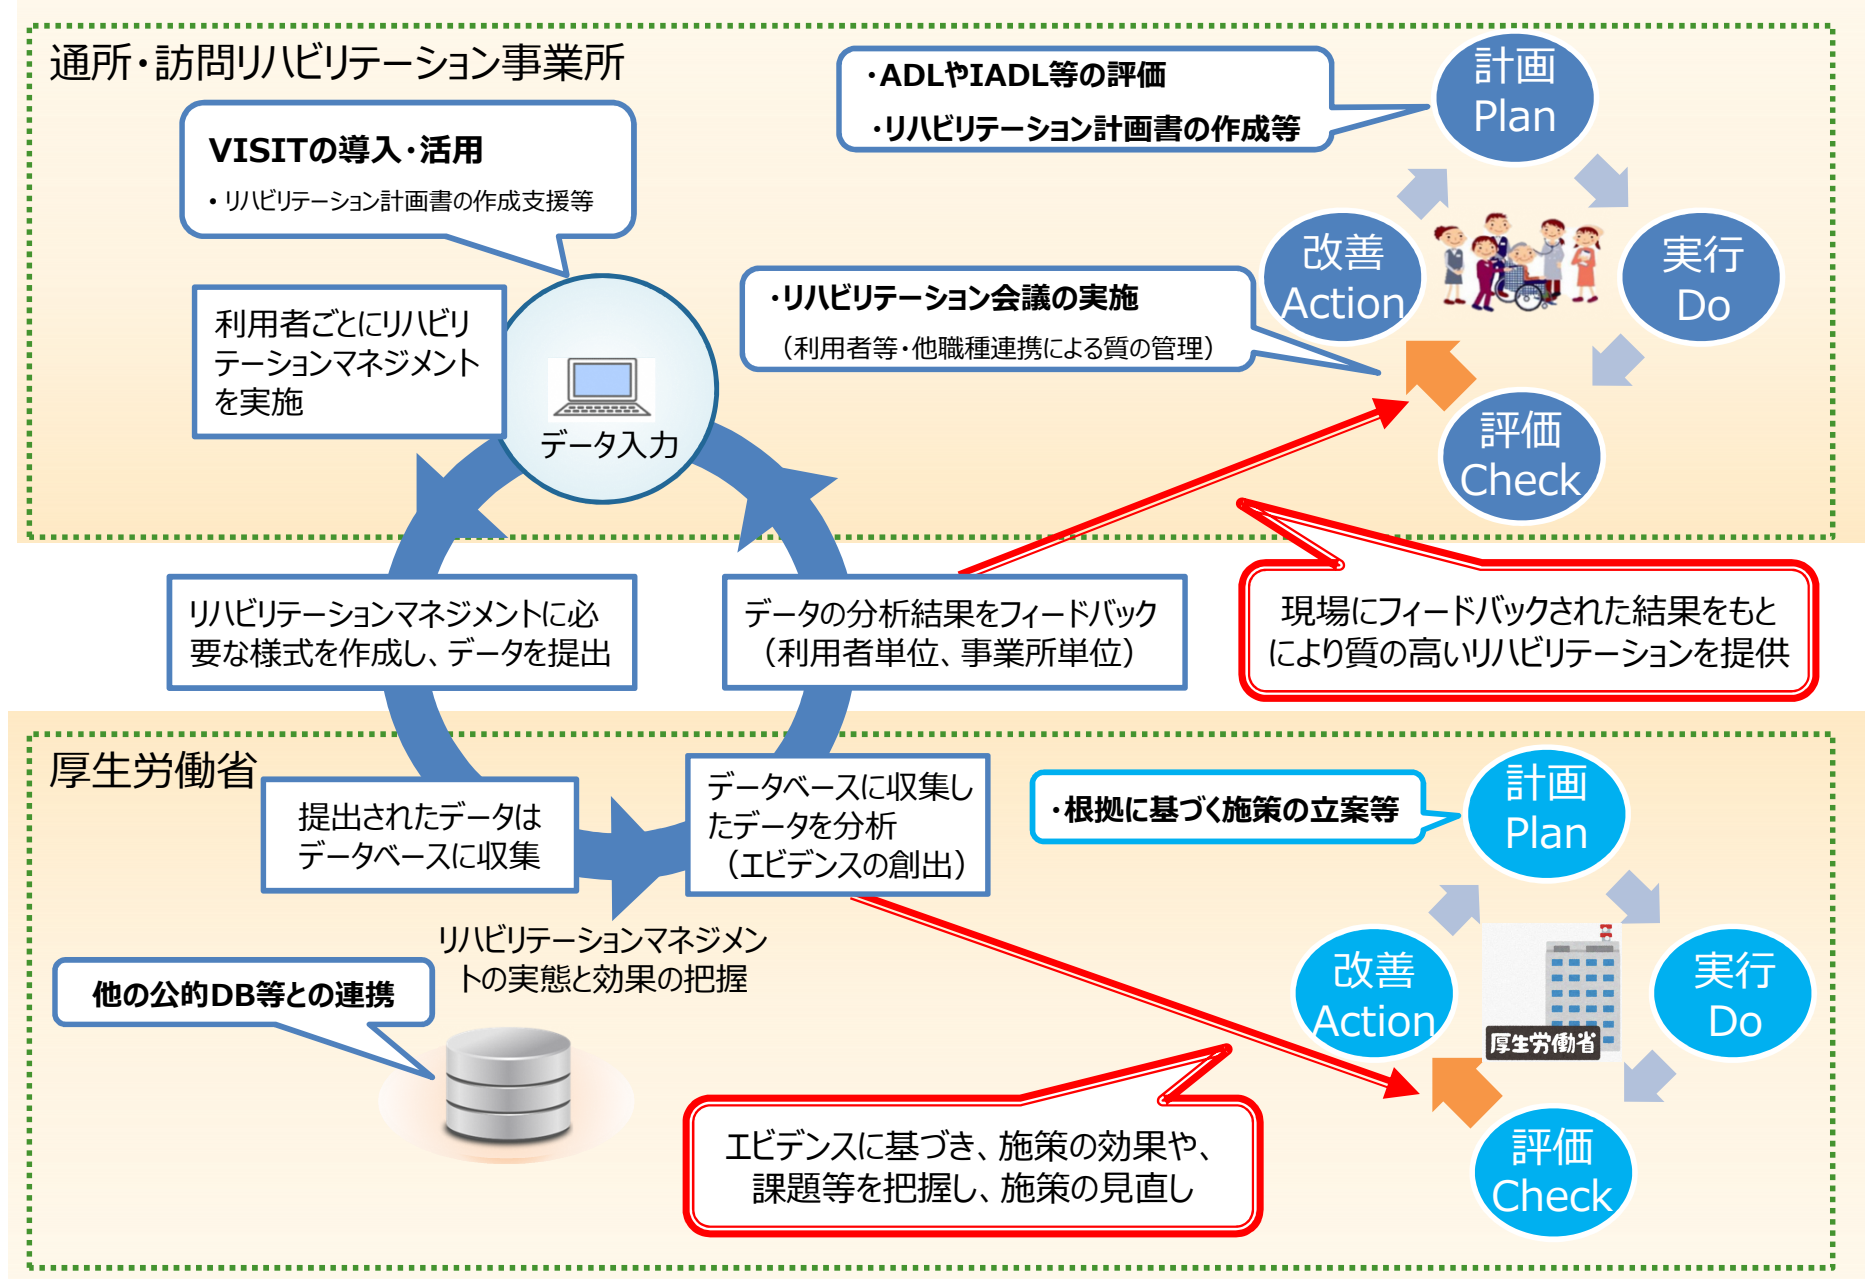 通所・訪問リハビリテーション事業所
VISITの導入・活用
・リハビリテーション計画書の作成支援等
・ADLやIADL等の評価
・リハビリテーション計画書の作成等
計画
Plan
実行
Do
評価
Check
改善
Action
・リハビリテーション会議の実施
（利用者等・他職種連携による質の管理）
利用者ごとにリハビリ
テーションマネジメント
を実施
データ入力
リハビリテーションマネジメントに必
要な様式を作成し、データを提出
データの分析結果をフィードバック
（利用者単位、事業所単位）
現場にフィードバックされた結果をもと
により質の高いリハビリテーションを提供
厚生労働省
提出されたデータは
データベースに収集
データベースに収集し
たデータを分析
（エビデンスの創出）
リハビリテーションマネジメン
トの実態と効果の把握
他の公的DB等との連携
・根拠に基づく施策の立案等
計画
Plan
実行
Do
評価
Check
改善
Action
厚生労働省
エビデンスに基づき、施策の効果や、
課題等を把握し、施策の見直し